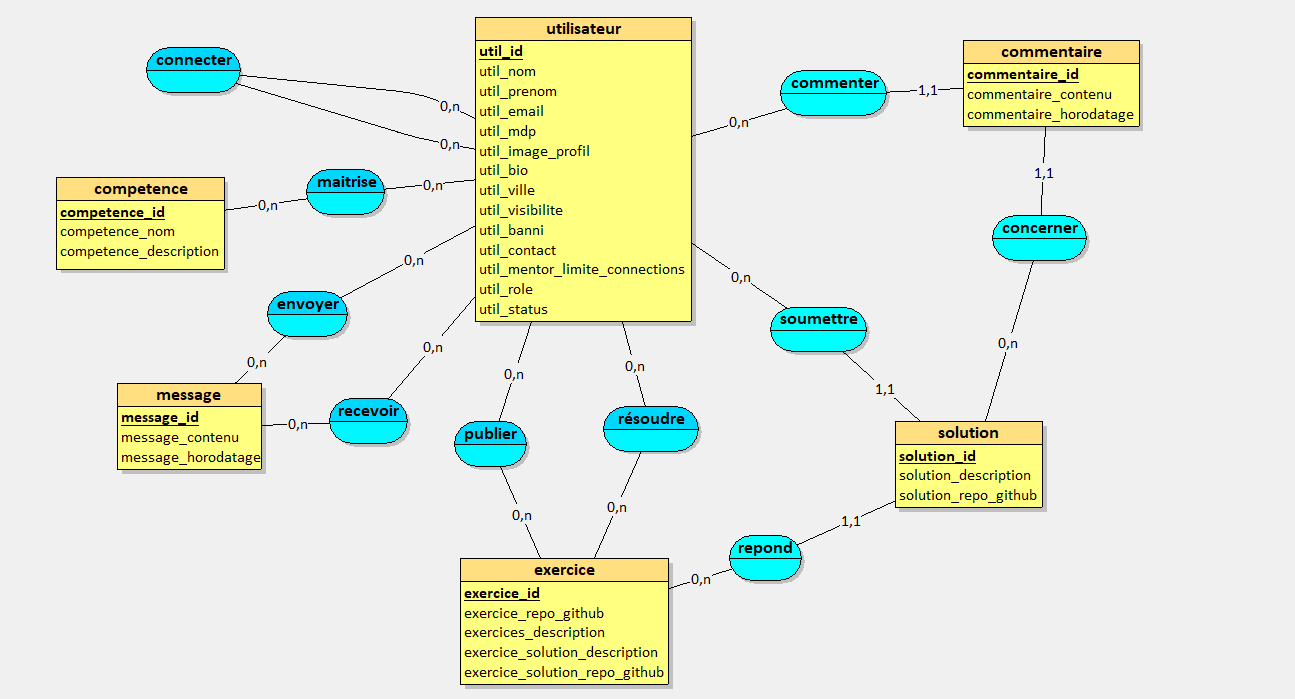 utilisateur
util_id
util_nom
util_prenom
util_email
util_mdp
util_image_profil
util_bio
util_ville
util_visibilite
util_banni
util_contact
util_mentor_limite_connections
util_role
util_status
connecter
0,n
0,n
commenter
0,n
1,1
commentaire
commentaire_id
commentaire_contenu
commentaire_horodatage
1,1
concerner
0,n
competence
competence_id
competence_nom
competence_description
0,n
maitrise
0,n
envoyer
0,n
0,n
message
message_id
message_contenu
message_horodatage
0,n
recevoir
0,n
0,n
publier
0,n
0,n
résoudre
0,n
0,n
soumettre
1,1
solution
solution_id
solution_description
solution_repo_github
1,1
repond
0,n
exercice
exercice_id
exercice_repo_github
exercices_description
exercice_solution_description
exercice_solution_repo_github